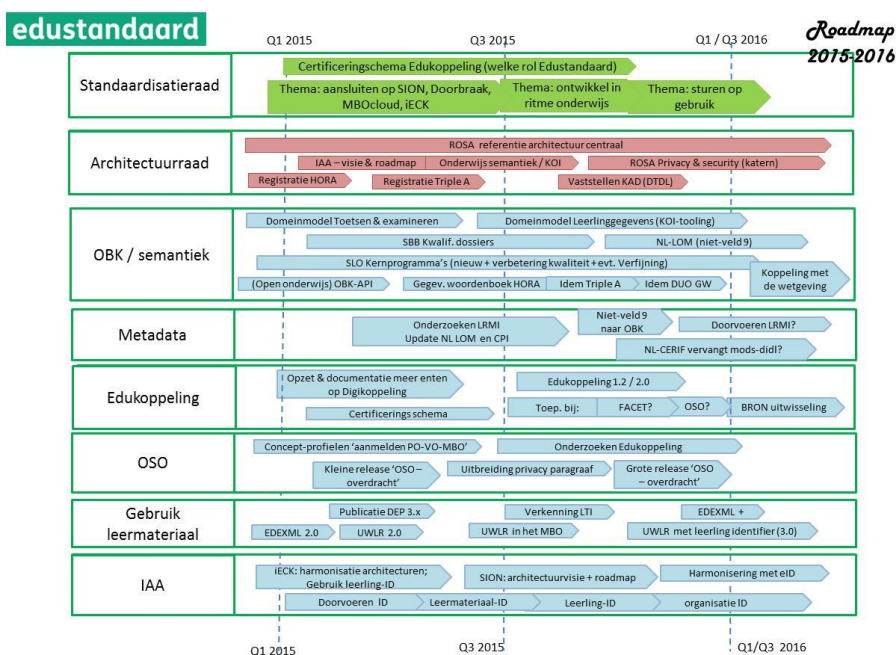 edustandaard
Roadmap
2015-2016
Q1 2015
Q3 2015
Q1 / Q3 2016
Standaardisatieraad
Certificeringschema Edukoppeling (welke rol Edustandaard)
Thema: aansluiten op SION, Doorbraak,
MBOcloud, iECK
Thema: ontwikkel in
ritme onderwijs
Thema: sturen op
gebruik
Architectuurraad
ROSA referentie architectuur centraal
IAA – visie & roadmap
Onderwijs semantiek / KOI
ROSA Privacy & security (katern)
Registratie HORA
Registratie Triple A
Vaststellen KAD (DTDL)
OBK / semantiek
Domeinmodel Toetsen & examineren
Domeinmodel Leerlinggegevens (KOI-tooling)
SBB Kwalif. dossiers
NL-LOM (niet-veld 9)
SLO Kernprogramma's (nieuw + verbetering kwaliteit + evt. Verfijning)
Koppeling met
de wetgeving
(Open onderwijs) OBK-API
Gegev. woordenboek HORA
Idem Triple A
Idem DUO GW
Metadata
Onderzoeken LRMI
Update NL LOM en CPI
Niet-veld 9
naar OBK
Doorvoeren LRMI?
NL-CERIF vervangt mods-didl?
Edukoppeling
Opzet & documentatie meer enten
op Digikoppeling
Edukoppeling 1.2 / 2.0
Certificerings schema
Toep. bij:
FACET?
OSO?
BRON uitwisseling
OSO
Concept-profielen 'aanmelden PO-VO-MBO'
Onderzoeken Edukoppeling
Kleine release 'OSO –
overdracht'
Uitbreiding privacy paragraaf
Grote release 'OSO
– overdracht'
Gebruik
leermateriaal
Publicatie DEP 3.x
Verkenning LTI
EDEXML +
EDEXML 2.0
UWLR 2.0
UWLR in het MBO
UWLR met leerling identifier (3.0)
IAA
iECK: harmonisatie architecturen;
Gebruik leerling-ID
SION: architectuurvisie + roadmap
Harmonisering met eID
Doorvoeren ID
Leermateriaal-ID
Leerling-ID
organisatie ID
Q1 2015
Q3 2015
Q1/Q3 2016